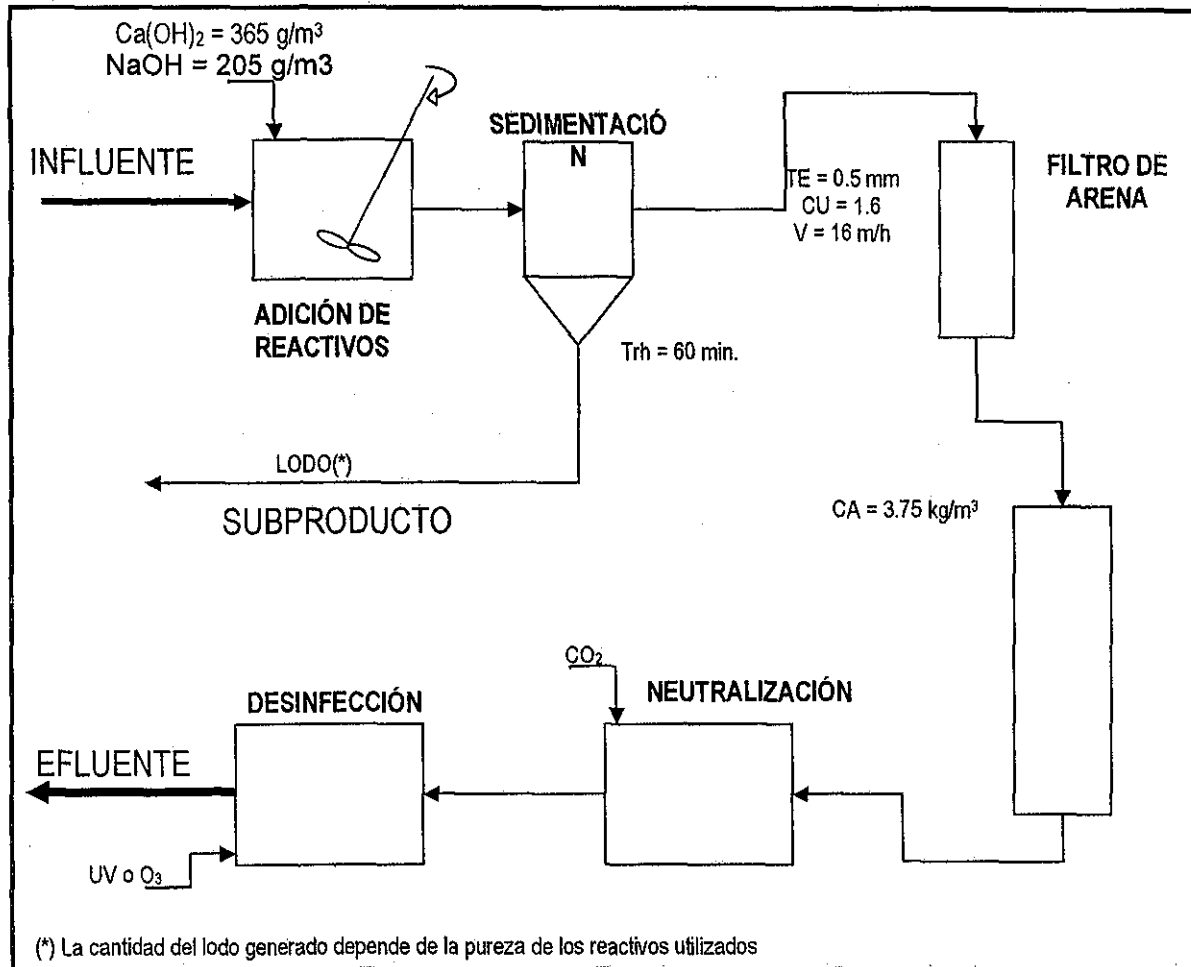 Ca(OH)₂ = 365 g/m³
NaOH = 205 g/m3
INFLUENTE
ADICIÓN DE
REACTIVOS
SEDIMENTACIÓ
N
TE = 0.5 mm
CU = 1.6
V = 16 m/h
FILTRO DE
ARENA
Trh = 60 min.
LODO(*)
SUBPRODUCTO
CA = 3.75 kg/m³
CO₂
NEUTRALIZACIÓN
DESINFECCIÓN
EFLUENTE
UV o O₃
(*) La cantidad del lodo generado depende de la pureza de los reactivos utilizados